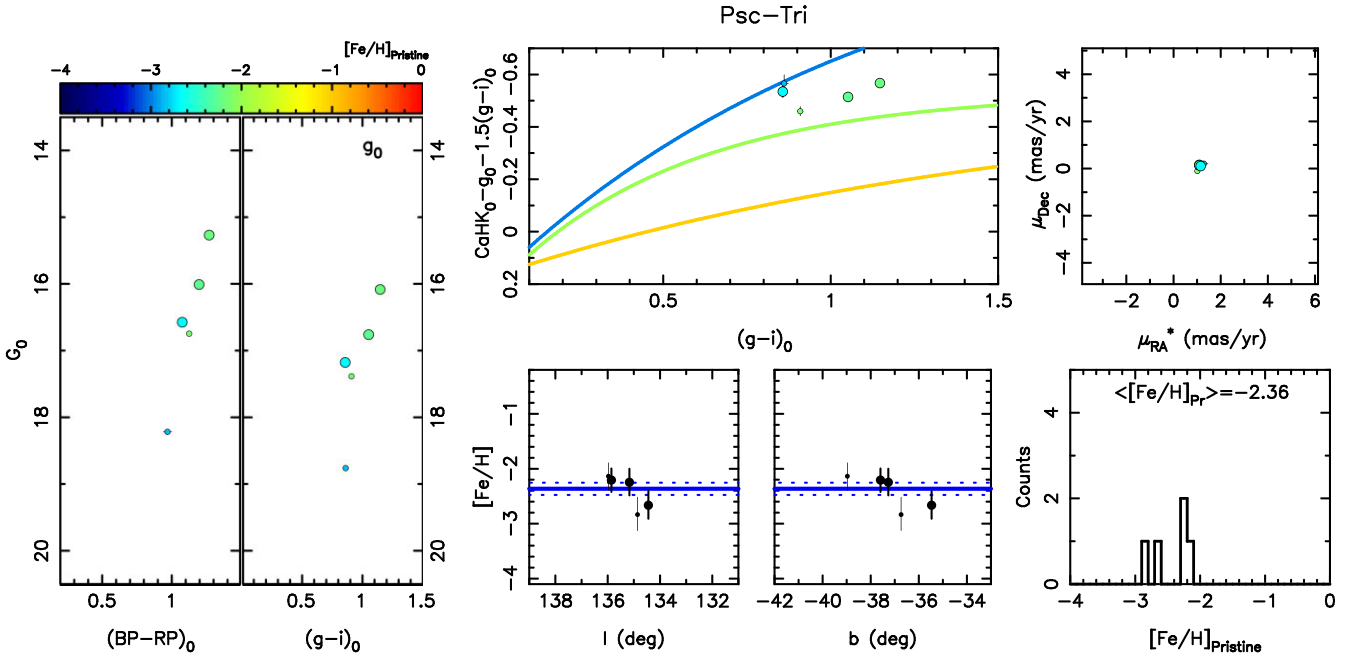 Psc-Tri
[Fe/H]Pristine
-4 -3 -2 -1 0
g0
14 16 18 20
G0
0.5 1
(BP-RP)0
14 16 18 20
0.5 1 1.5
(g-i)0
CaHK0-g0-1.5(g-i)0
-0.6 -0.4 -0.2 0 0.2
0.5 1 1.5
(g-i)0
μDec (mas/yr)
4 2 0 -2 -4
-2 0 2 4 6
μRA* (mas/yr)
[Fe/H]
-1 -2 -3 -4
138 136 134 132
l (deg)
-42 -40 -38 -36 -34
b (deg)
<[Fe/H]Pr>=-2.36
Counts
4 2 0
-4 -3 -2 -1 0
[Fe/H]Pristine